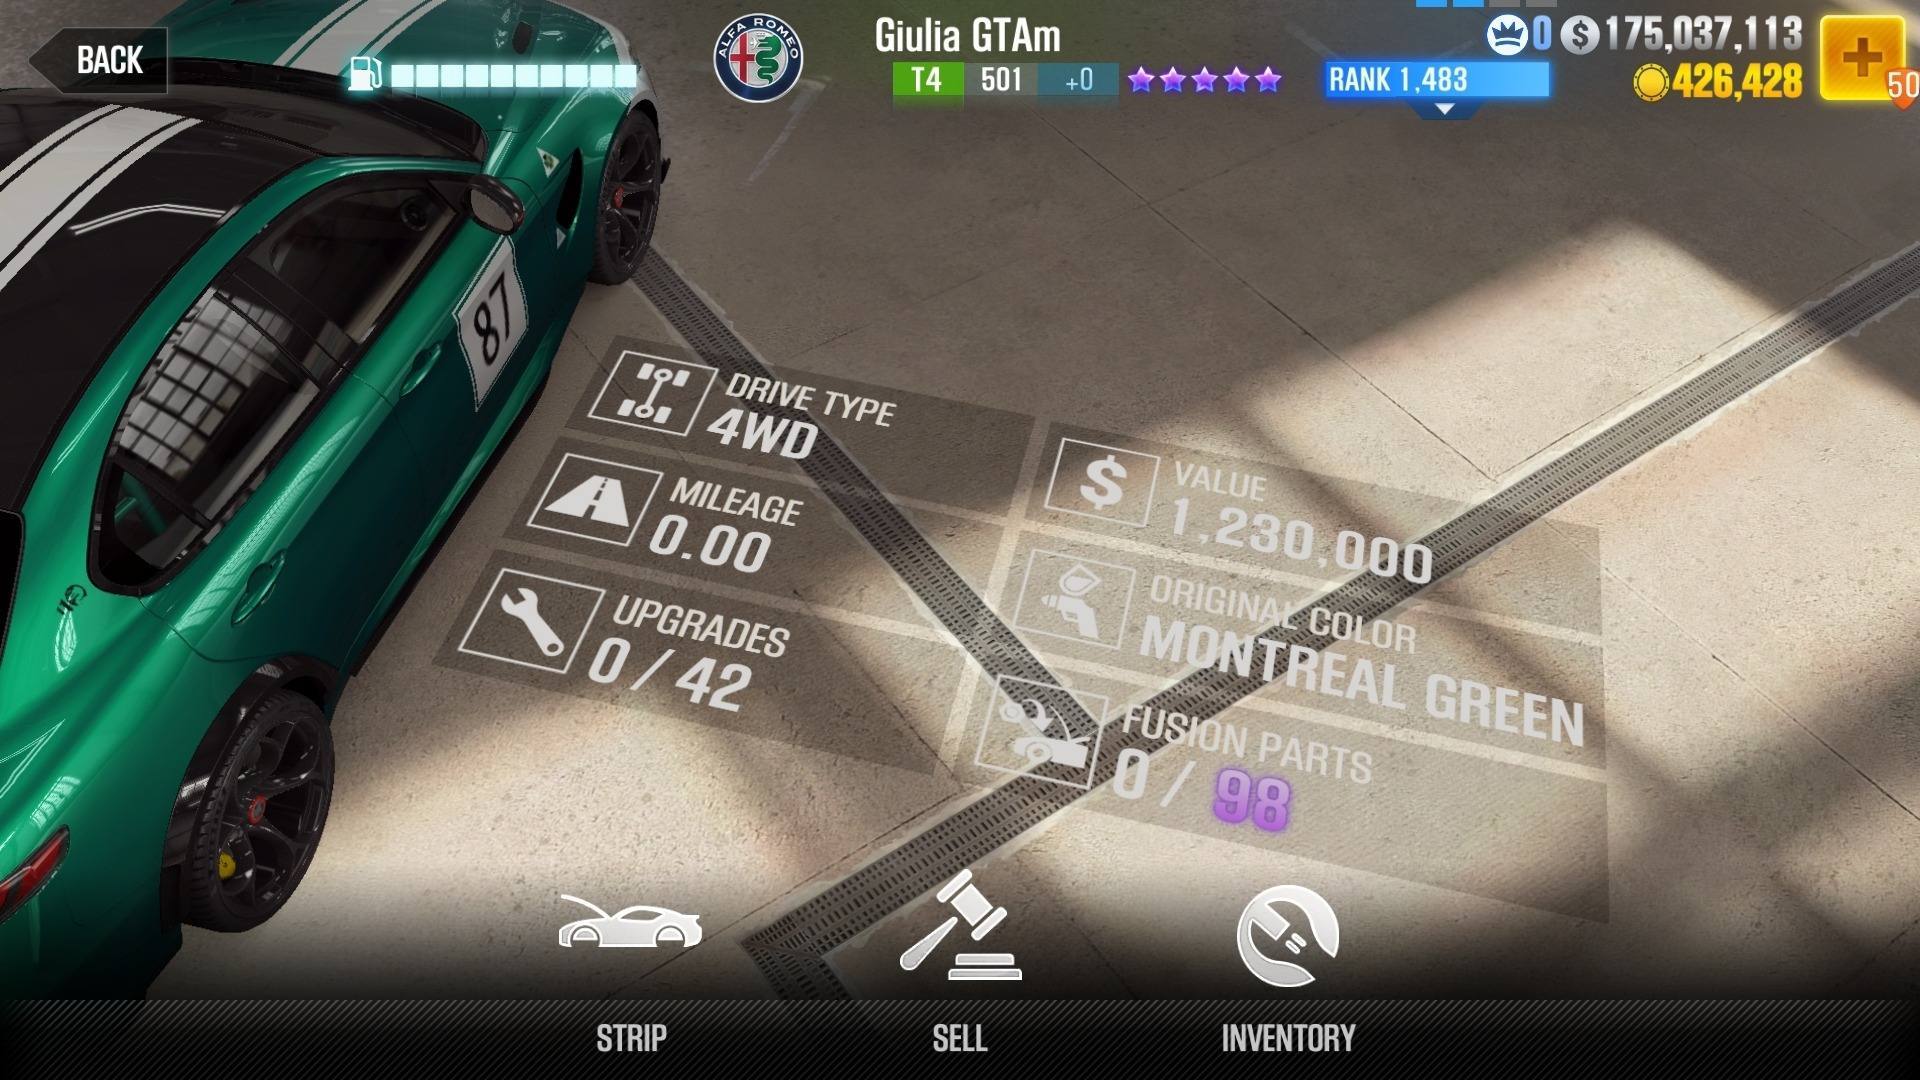 BACK
ALFA ROMEO
Giulia GTAm
T4 501 +0
RANK 1,483
0 $ 175,037,113
426,428
50
87
DRIVE TYPE
4WD
MILEAGE
0.00
UPGRADES
0/42
$ VALUE
1,230,000
ORIGINAL COLOR
MONTREAL GREEN
FUSION PARTS
0/ 98
STRIP
SELL
INVENTORY